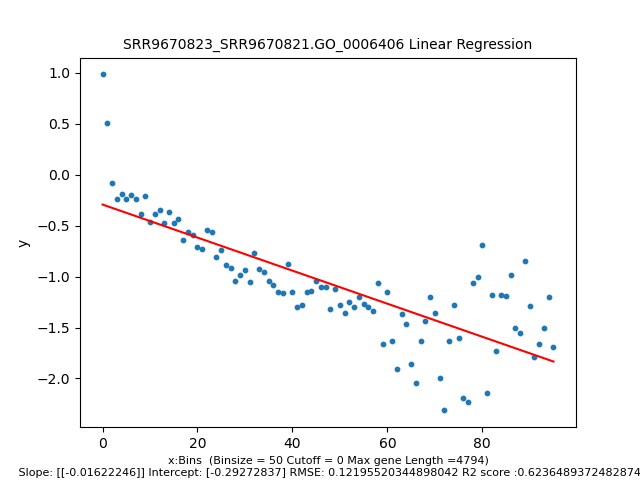 SRR9670823_SRR9670821.GO_0006406 Linear Regression
1.0
0.5
0.0
−0.5
−1.0
−1.5
−2.0
y
0 20 40 60 80
x:Bins (Binsize = 50 Cutoff = 0 Max gene Length =4794)
Slope: [[-0.01622246]] Intercept: [-0.29272837] RMSE: 0.12195520344898042 R2 score :0.6236489372482874